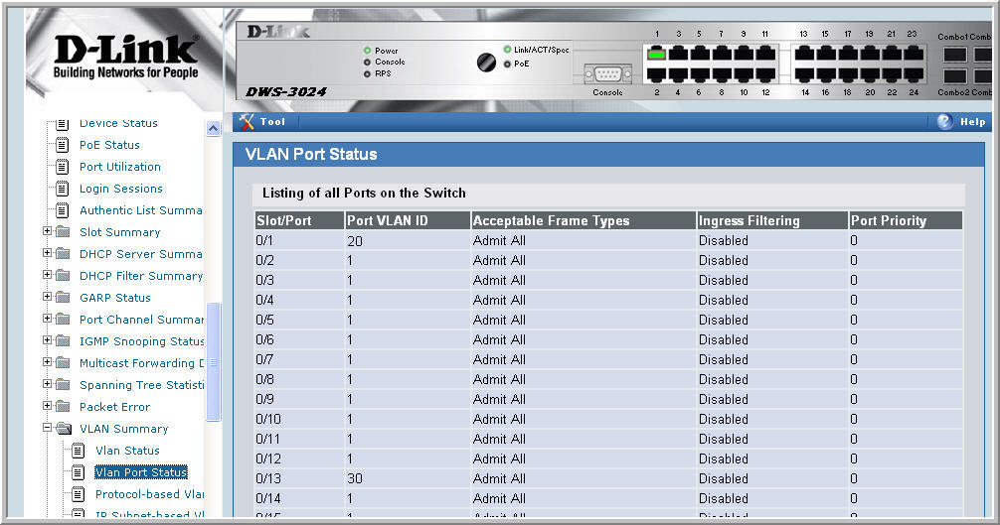 D-Link
Building Networks for People
D-Link
Power
Console
RPS
Link/ACT/Spec
PoE
DWS-3024
Console
1 3 5 7 9 11 13 15 17 19 21 23
2 4 6 8 10 12 14 16 18 20 22 24
Combo1
Combo2
Tool
Help
Device Status
PoE Status
Port Utilization
Login Sessions
Authentic List Summa
Slot Summary
DHCP Server Summa
DHCP Filter Summary
GARP Status
Port Channel Summar
IGMP Snooping Status
Multicast Forwarding D
Spanning Tree Statisti
Packet Error
VLAN Summary
Vlan Status
Vlan Port Status
Protocol-based Vlan
IP Subnet-based Vl
VLAN Port Status
Listing of all Ports on the Switch
Slot/Port Port VLAN ID Acceptable Frame Types Ingress Filtering Port Priority
0/1 20 Admit All Disabled 0
0/2 1 Admit All Disabled 0
0/3 1 Admit All Disabled 0
0/4 1 Admit All Disabled 0
0/5 1 Admit All Disabled 0
0/6 1 Admit All Disabled 0
0/7 1 Admit All Disabled 0
0/8 1 Admit All Disabled 0
0/9 1 Admit All Disabled 0
0/10 1 Admit All Disabled 0
0/11 1 Admit All Disabled 0
0/12 1 Admit All Disabled 0
0/13 30 Admit All Disabled 0
0/14 1 Admit All Disabled 0
0/15 1 Admit All Disabled 0